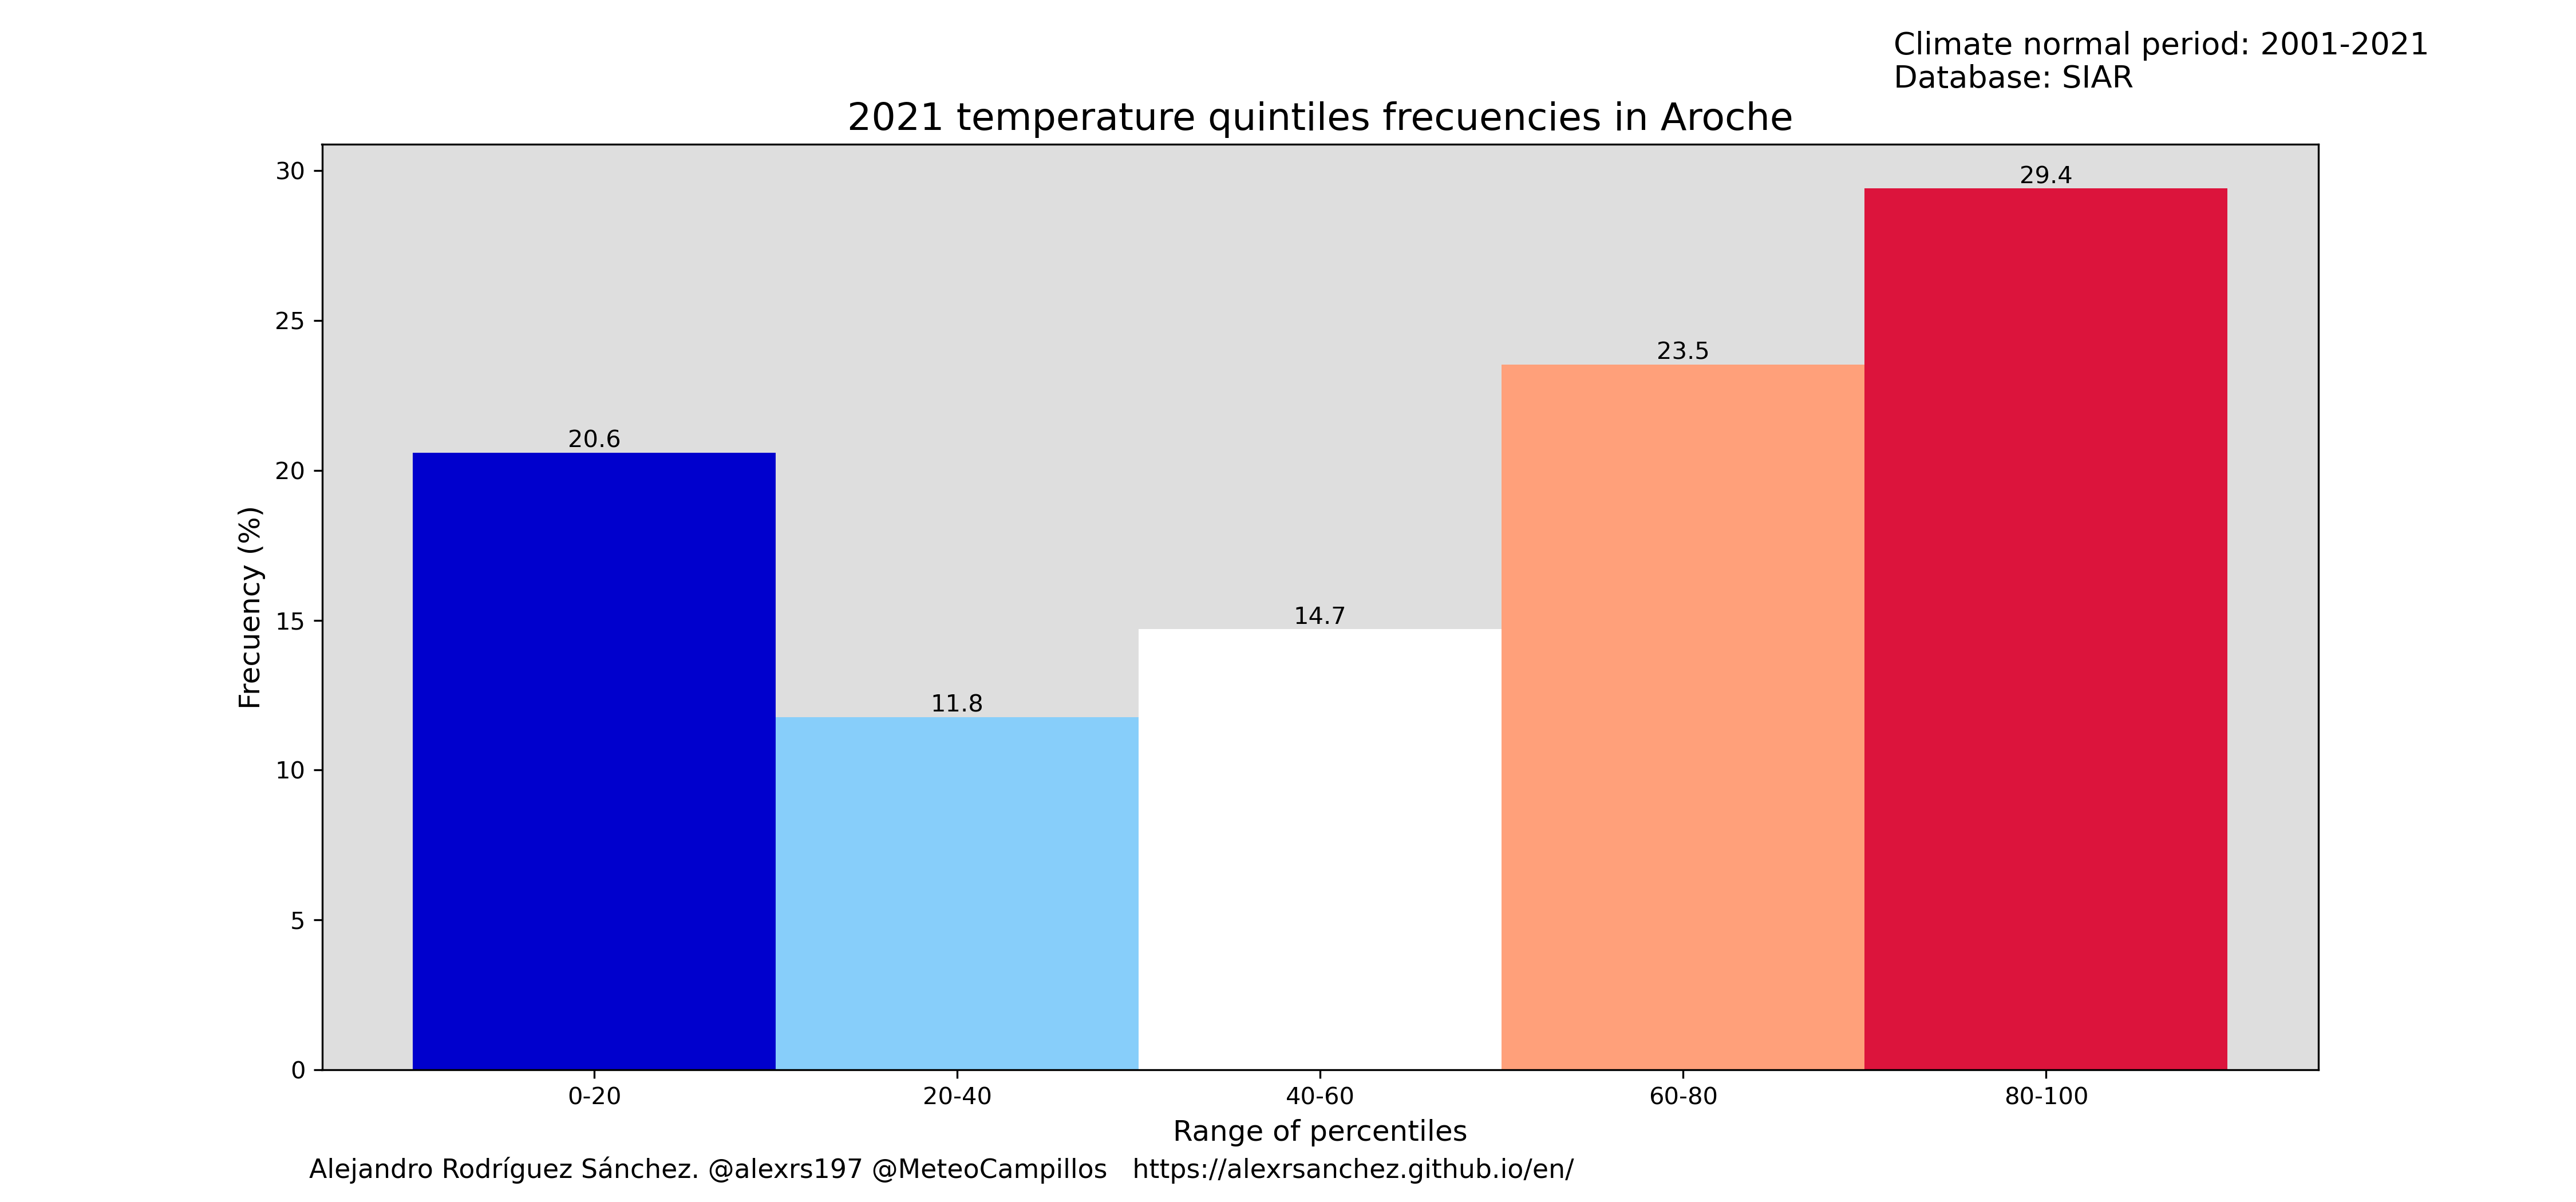 Climate normal period: 2001-2021
Database: SIAR
2021 temperature quintiles frecuencies in Aroche
30
25
20
15
10
5
0
Frecuency (%)
20.6
11.8
14.7
23.5
29.4
0-20
20-40
40-60
60-80
80-100
Range of percentiles
Alejandro Rodríguez Sánchez. @alexrs197 @MeteoCampillos https://alexrsanchez.github.io/en/